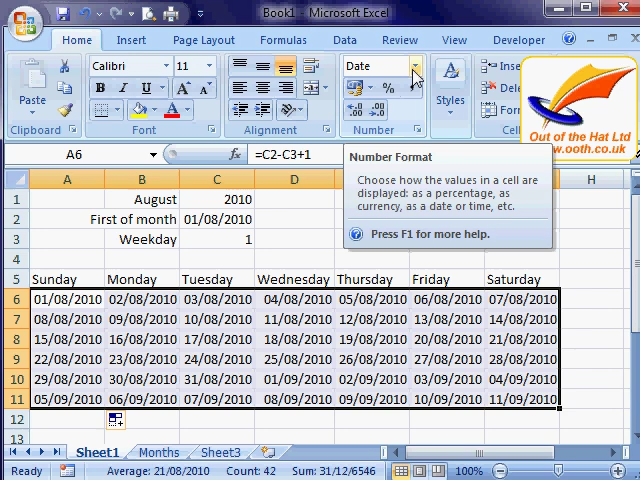 Book1 - Microsoft Excel
Home Insert Page Layout Formulas Data Review View Developer
Paste
Clipboard
Calibri 11
B I U A A
A
Font
Alignment
Date
%
Number
Styles
Inse
Dele
Form
Cel
Out of the Hat Ltd
www.ooth.co.uk
A6 fx =C2-C3+1
Number Format
Choose how the values in a cell are
displayed: as a percentage, as
currency, as a date or time, etc.
Press F1 for more help.
A B C D H
1 August 2010
2 First of month 01/08/2010
3 Weekday 1
4
5 Sunday Monday Tuesday Wednesday Thursday Friday Saturday
6 01/08/2010 02/08/2010 03/08/2010 04/08/2010 05/08/2010 06/08/2010 07/08/2010
7 08/08/2010 09/08/2010 10/08/2010 11/08/2010 12/08/2010 13/08/2010 14/08/2010
8 15/08/2010 16/08/2010 17/08/2010 18/08/2010 19/08/2010 20/08/2010 21/08/2010
9 22/08/2010 23/08/2010 24/08/2010 25/08/2010 26/08/2010 27/08/2010 28/08/2010
10 29/08/2010 30/08/2010 31/08/2010 01/09/2010 02/09/2010 03/09/2010 04/09/2010
11 05/09/2010 06/09/2010 07/09/2010 08/09/2010 09/09/2010 10/09/2010 11/09/2010
12
13
Sheet1 Months Sheet3
Ready Average: 21/08/2010 Count: 42 Sum: 31/12/6546 100%